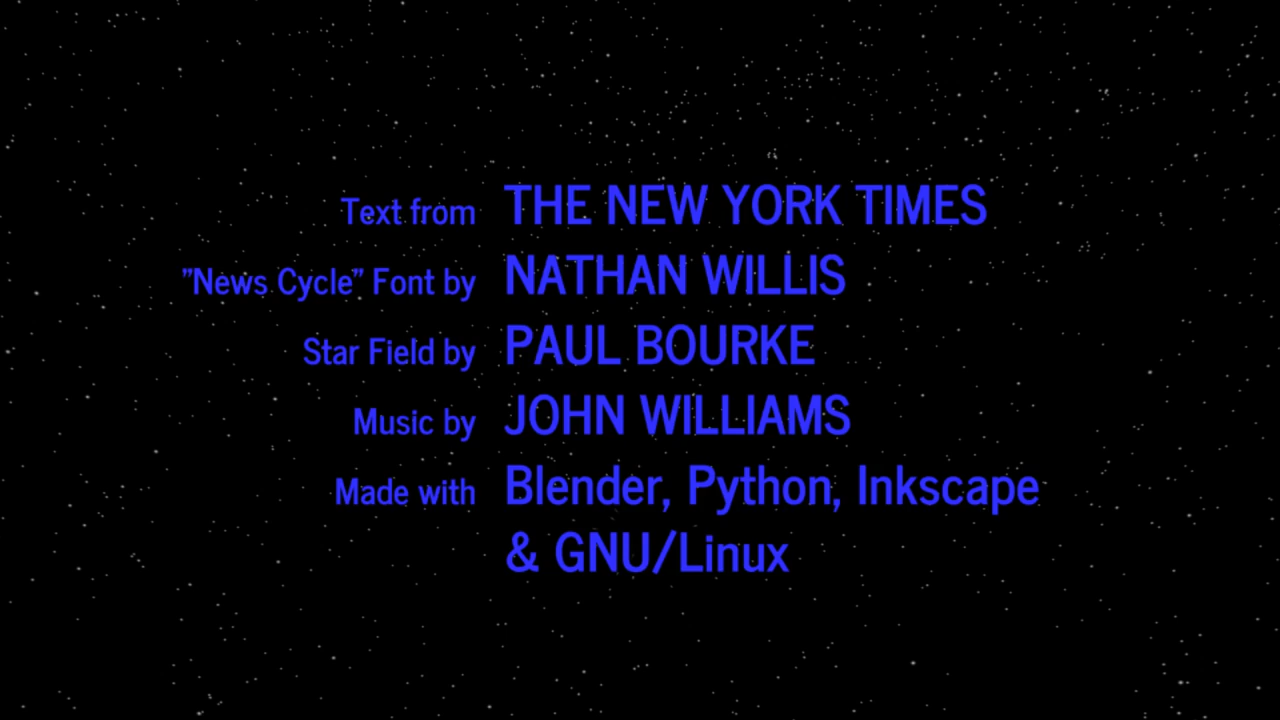 Text from THE NEW YORK TIMES
"News Cycle" Font by NATHAN WILLIS
Star Field by PAUL BOURKE
Music by JOHN WILLIAMS
Made with Blender, Python, Inkscape
& GNU/Linux